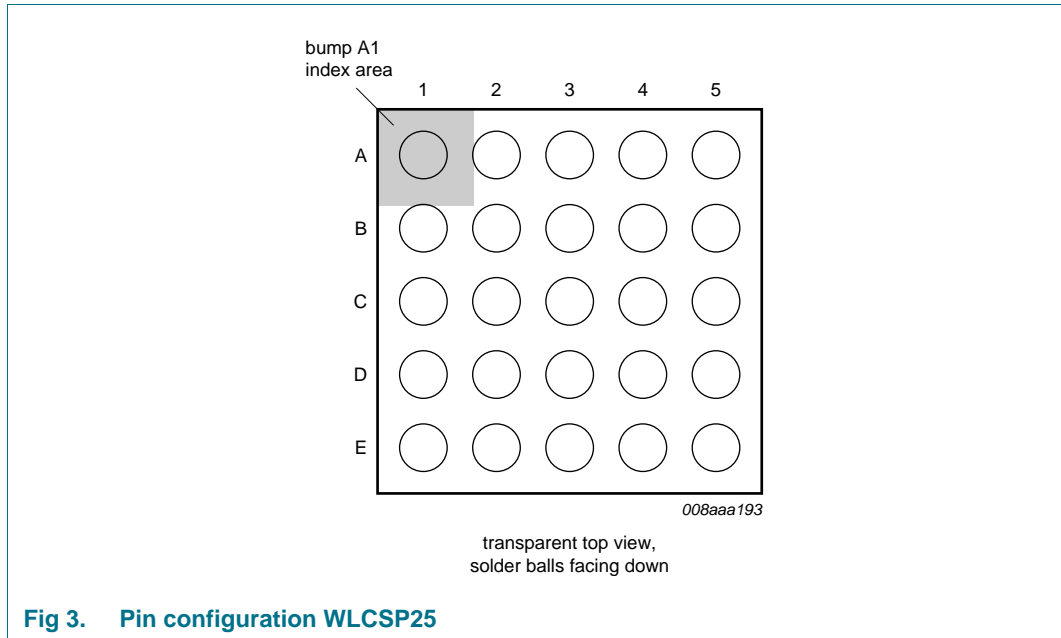 bump A1
index area
1 2 3 4 5
A
B
C
D
E
008aaa193
transparent top view,
solder balls facing down
Fig 3. Pin configuration WLCSP25